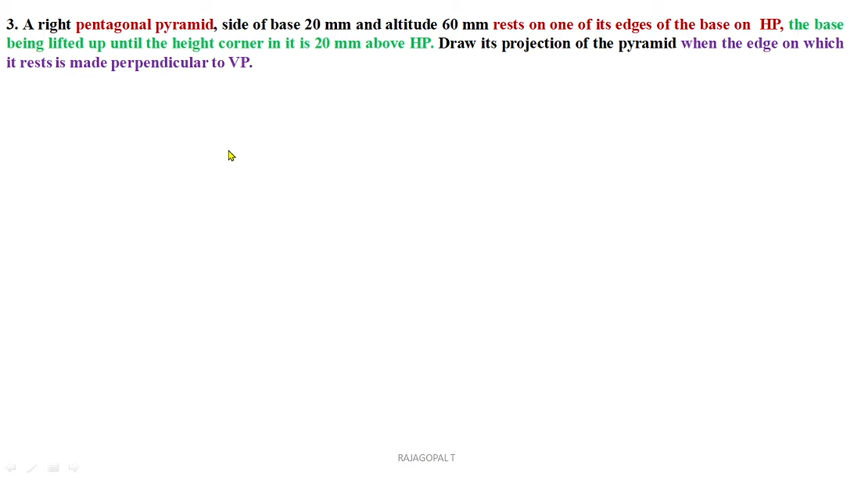 3. A right pentagonal pyramid, side of base 20 mm and altitude 60 mm rests on one of its edges of the base on HP, the base
being lifted up until the height corner in it is 20 mm above HP. Draw its projection of the pyramid when the edge on which
it rests is made perpendicular to VP.
RAJAGOPAL T